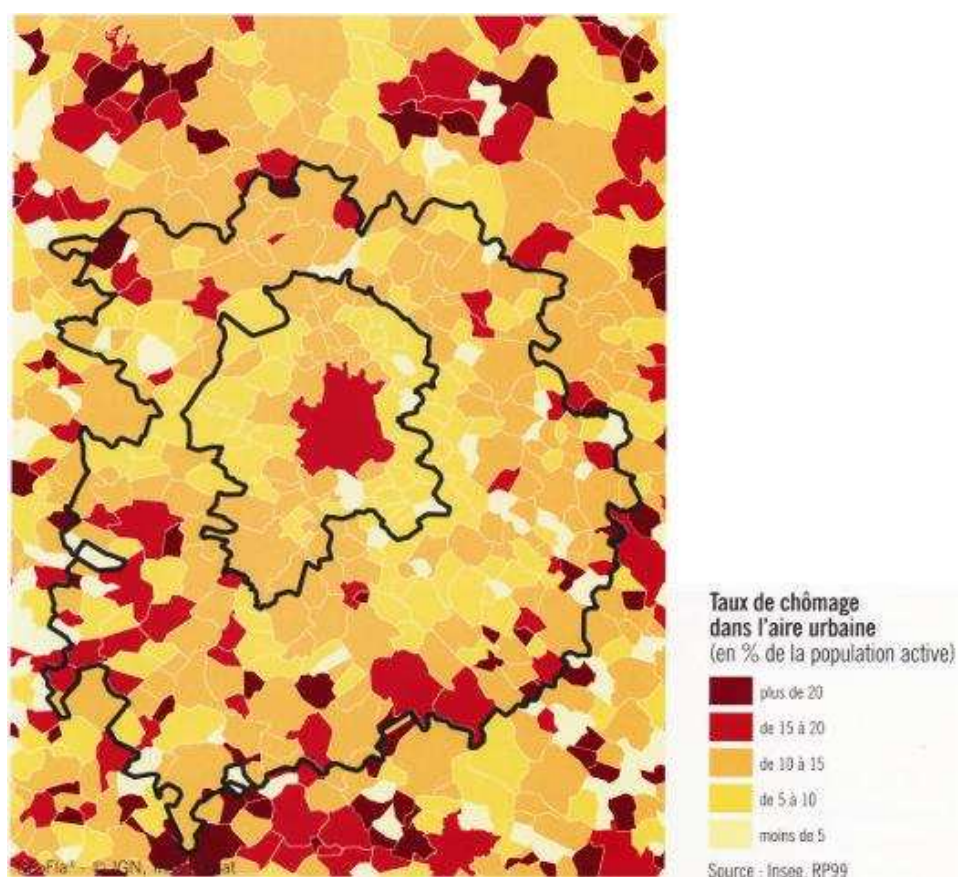 Taux de chômage
dans l'aire urbaine
(en % de la population active)
plus de 20
de 15 à 20
de 10 à 15
de 5 à 10
moins de 5
Source - Insee, RP99
© IGN,